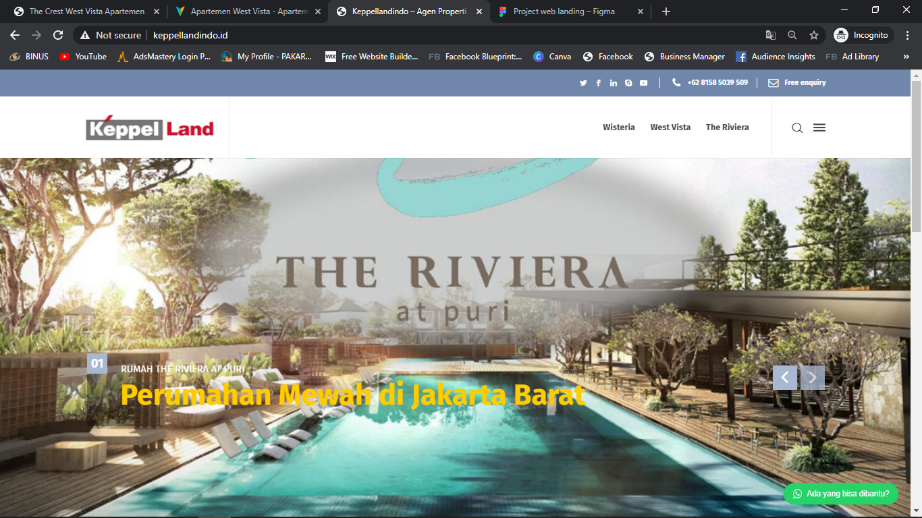 The Crest West Vista Apartemen
Apartemen West Vista - Apartem
Keppellandindo – Agen Properti
Project web landing – Figma
Not secure
keppellandindo.id
Incognito
BINUS
YouTube
AdsMastery Login P...
My Profile - PAKAR...
WIX
Free Website Builde...
FB
Facebook Blueprint:...
Canva
Facebook
Business Manager
Audience Insights
FB
Ad Library
+62 8158 5039 509
Free enquiry
Keppel Land
Wisteria
West Vista
The Riviera
THE RIVIERA
at puri
01
RUMAH THE RIVIERA AT PURI
Perumahan Mewah di Jakarta Barat
Ada yang bisa dibantu?